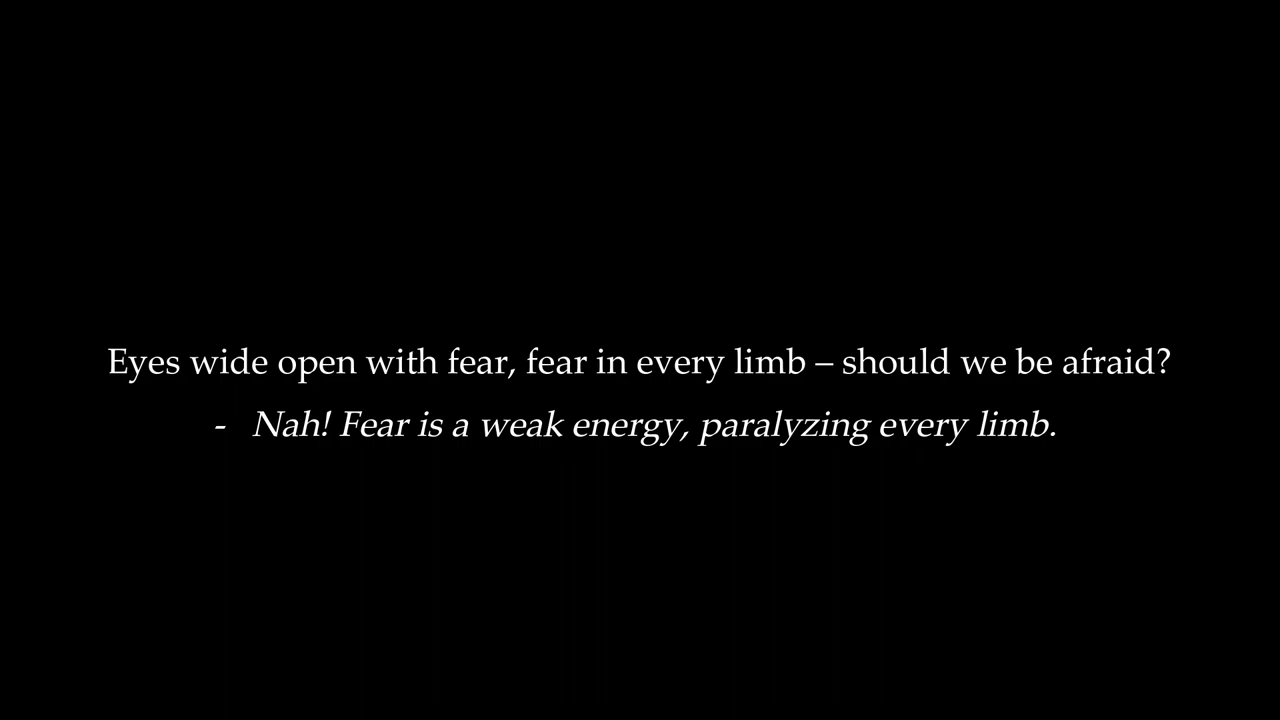 Eyes wide open with fear, fear in every limb – should we be afraid?
- Nah! Fear is a weak energy, paralyzing every limb.